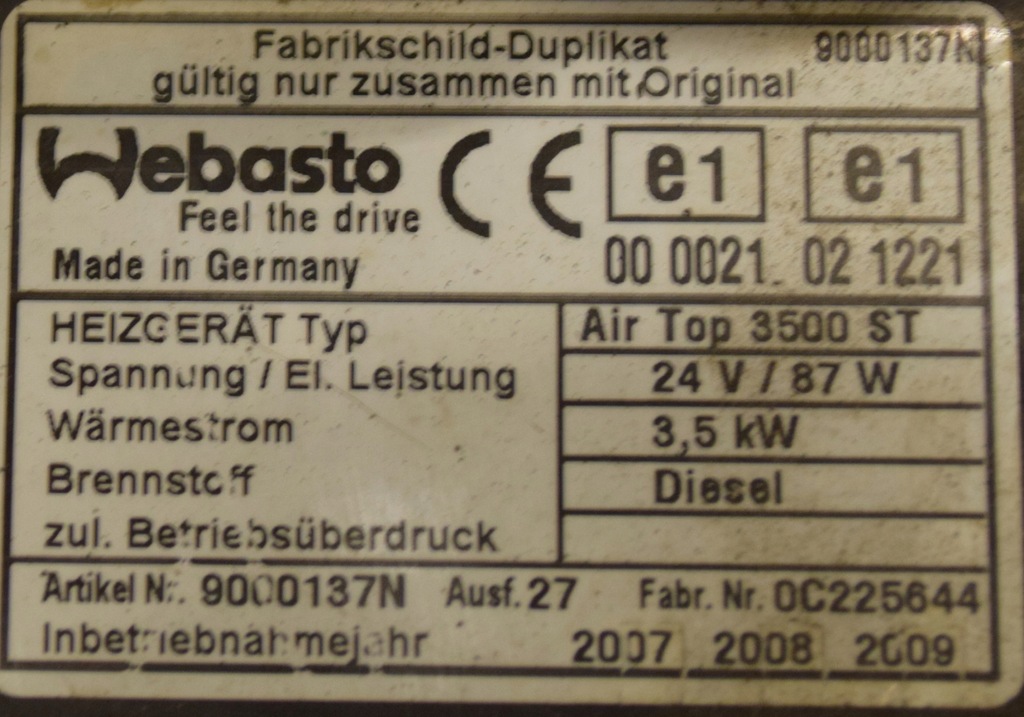 Fabrikschild-Duplikat 9000137N
gültig nur zusammen mit Original
Webasto CE e1 e1
Feel the drive
Made in Germany 00 0021 02 1221
HEIZGERÄT Typ Air Top 3500 ST
Spannung / El. Leistung 24 V / 87 W
Wärmestrom 3,5 kW
Brennstoff Diesel
zul. Betriebsüberdruck
Artikel Nr. 9000137N Ausf. 27 Fabr. Nr. 0C225644
Inbetriebnahmejahr 2007 2008 2009